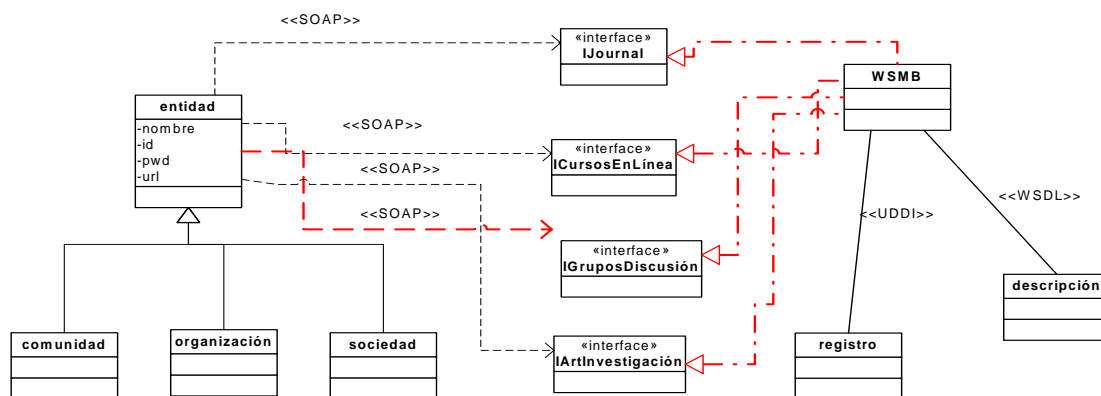 <<SOAP>>
«interface»
IJournal
WSMB
entidad
-nombre
-id
-pwd
-url
<<SOAP>>
«interface»
ICursosEnLínea
<<SOAP>>
<<SOAP>>
<<UDDI>>
<<WSDL>>
«interface»
IGruposDiscusión
descripción
comunidad
organización
sociedad
«interface»
IArtInvestigación
registro